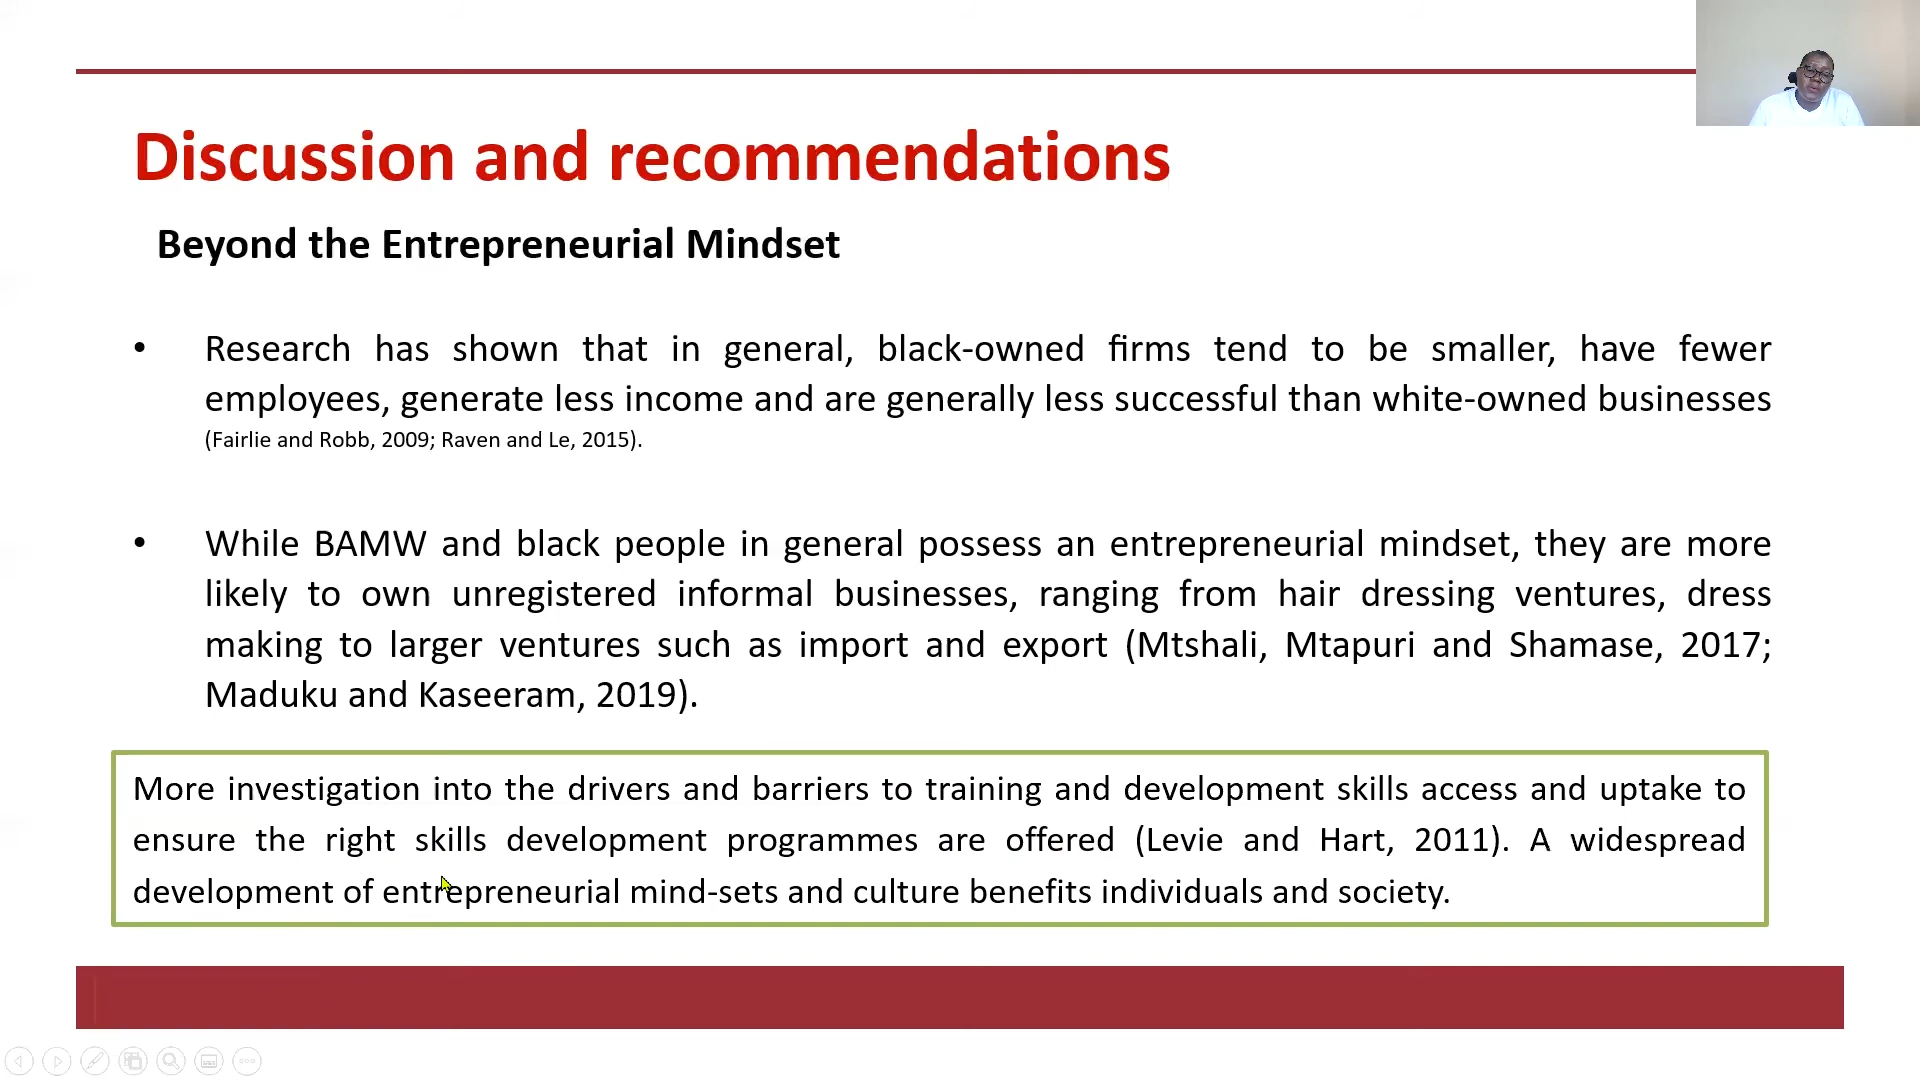 Discussion and recommendations
Beyond the Entrepreneurial Mindset
• Research has shown that in general, black-owned firms tend to be smaller, have fewer
employees, generate less income and are generally less successful than white-owned businesses
(Fairlie and Robb, 2009; Raven and Le, 2015).
• While BAMW and black people in general possess an entrepreneurial mindset, they are more
likely to own unregistered informal businesses, ranging from hair dressing ventures, dress
making to larger ventures such as import and export (Mtshali, Mtapuri and Shamase, 2017;
Maduku and Kaseeram, 2019).
More investigation into the drivers and barriers to training and development skills access and uptake to
ensure the right skills development programmes are offered (Levie and Hart, 2011). A widespread
development of entrepreneurial mind-sets and culture benefits individuals and society.